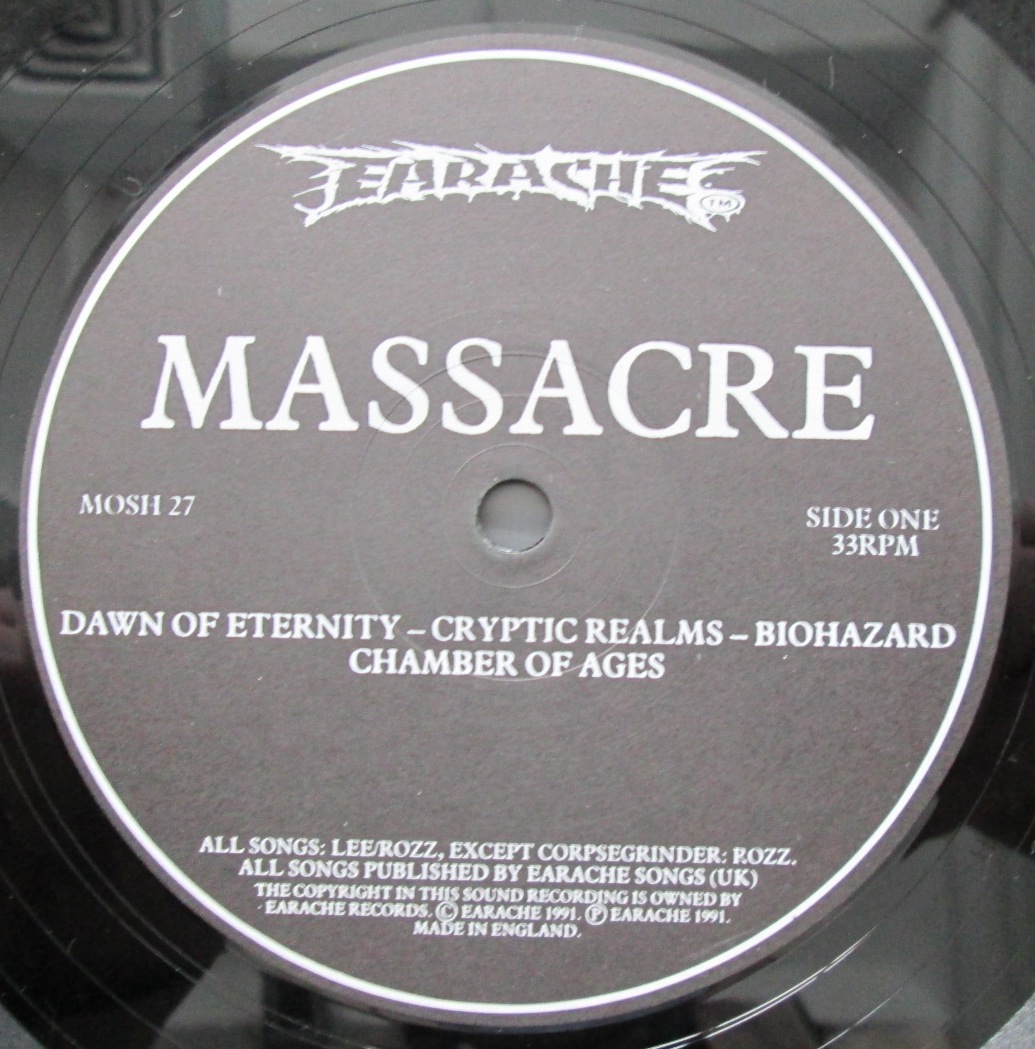 EARACHE TM
MASSACRE
MOSH 27
SIDE ONE
33RPM
DAWN OF ETERNITY – CRYPTIC REALMS – BIOHAZARD
CHAMBER OF AGES
ALL SONGS: LEE/ROZZ, EXCEPT CORPSEGRINDER: ROZZ.
ALL SONGS PUBLISHED BY EARACHE SONGS (UK)
THE COPYRIGHT IN THIS SOUND RECORDING IS OWNED BY
EARACHE RECORDS. Ⓒ EARACHE 1991. Ⓟ EARACHE 1991.
MADE IN ENGLAND.